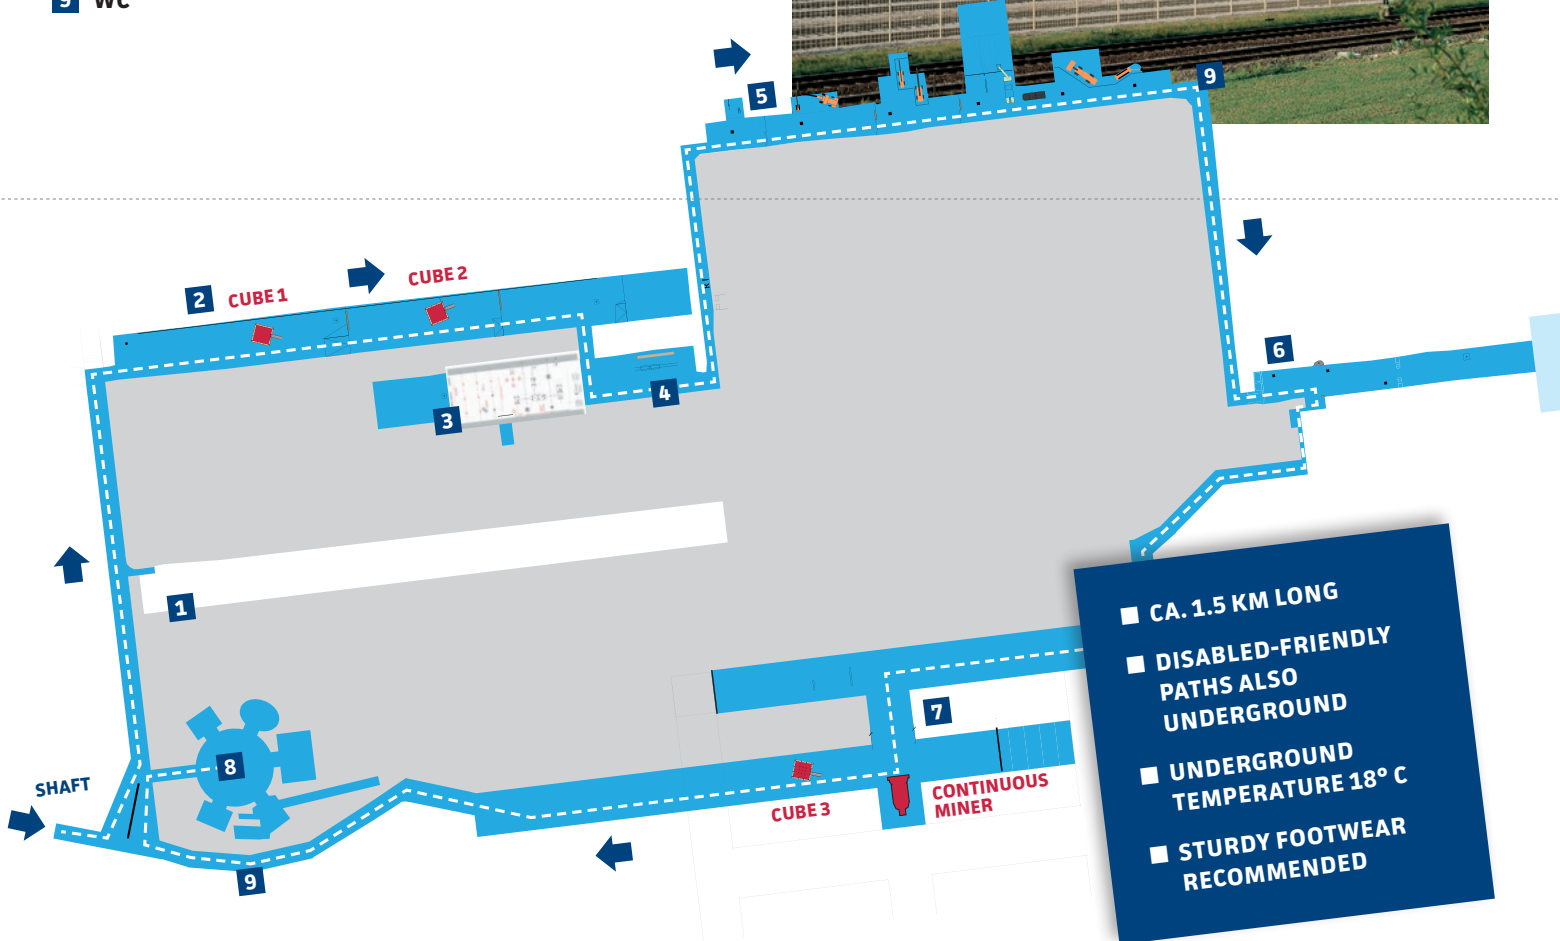 9 WC
5
9
2 CUBE 1
CUBE 2
6
3
4
1
7
8
SHAFT
CUBE 3
CONTINUOUS
MINER
9
CA. 1.5 KM LONG
DISABLED-FRIENDLY
PATHS ALSO
UNDERGROUND
UNDERGROUND
TEMPERATURE 18° C
STURDY FOOTWEAR
RECOMMENDED